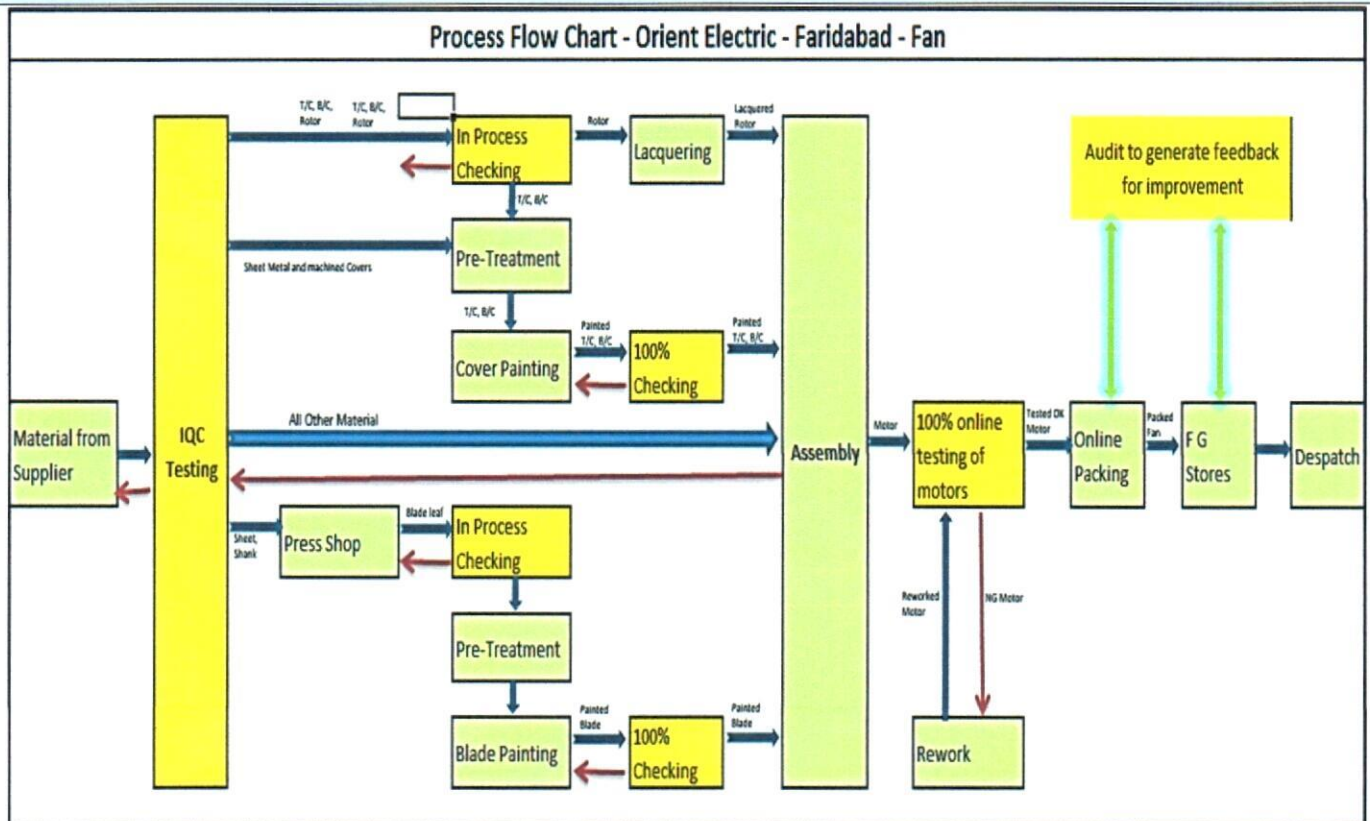 Process Flow Chart - Orient Electric - Faridabad - Fan
T/C, B/C,
Rotor
T/C, B/C,
Rotor
In Process
Checking
Rotor
Lacquering
Lacquered
Rotor
Audit to generate feedback
for improvement
T/C, B/C
Pre-Treatment
Sheet Metal and machined Covers
T/C, B/C
Cover Painting
Painted
T/C, B/C
100%
Checking
Painted
T/C, B/C
Material from
Supplier
IQC
Testing
All Other Material
Assembly
Motor
100% online
testing of
motors
Tested OK
Motor
Online
Packing
Packed
Fan
F G
Stores
Despatch
Sheet,
Shank
Press Shop
Blade leaf
In Process
Checking
Pre-Treatment
Reworked
Motor
NG Motor
Blade Painting
Painted
Blade
100%
Checking
Painted
Blade
Rework